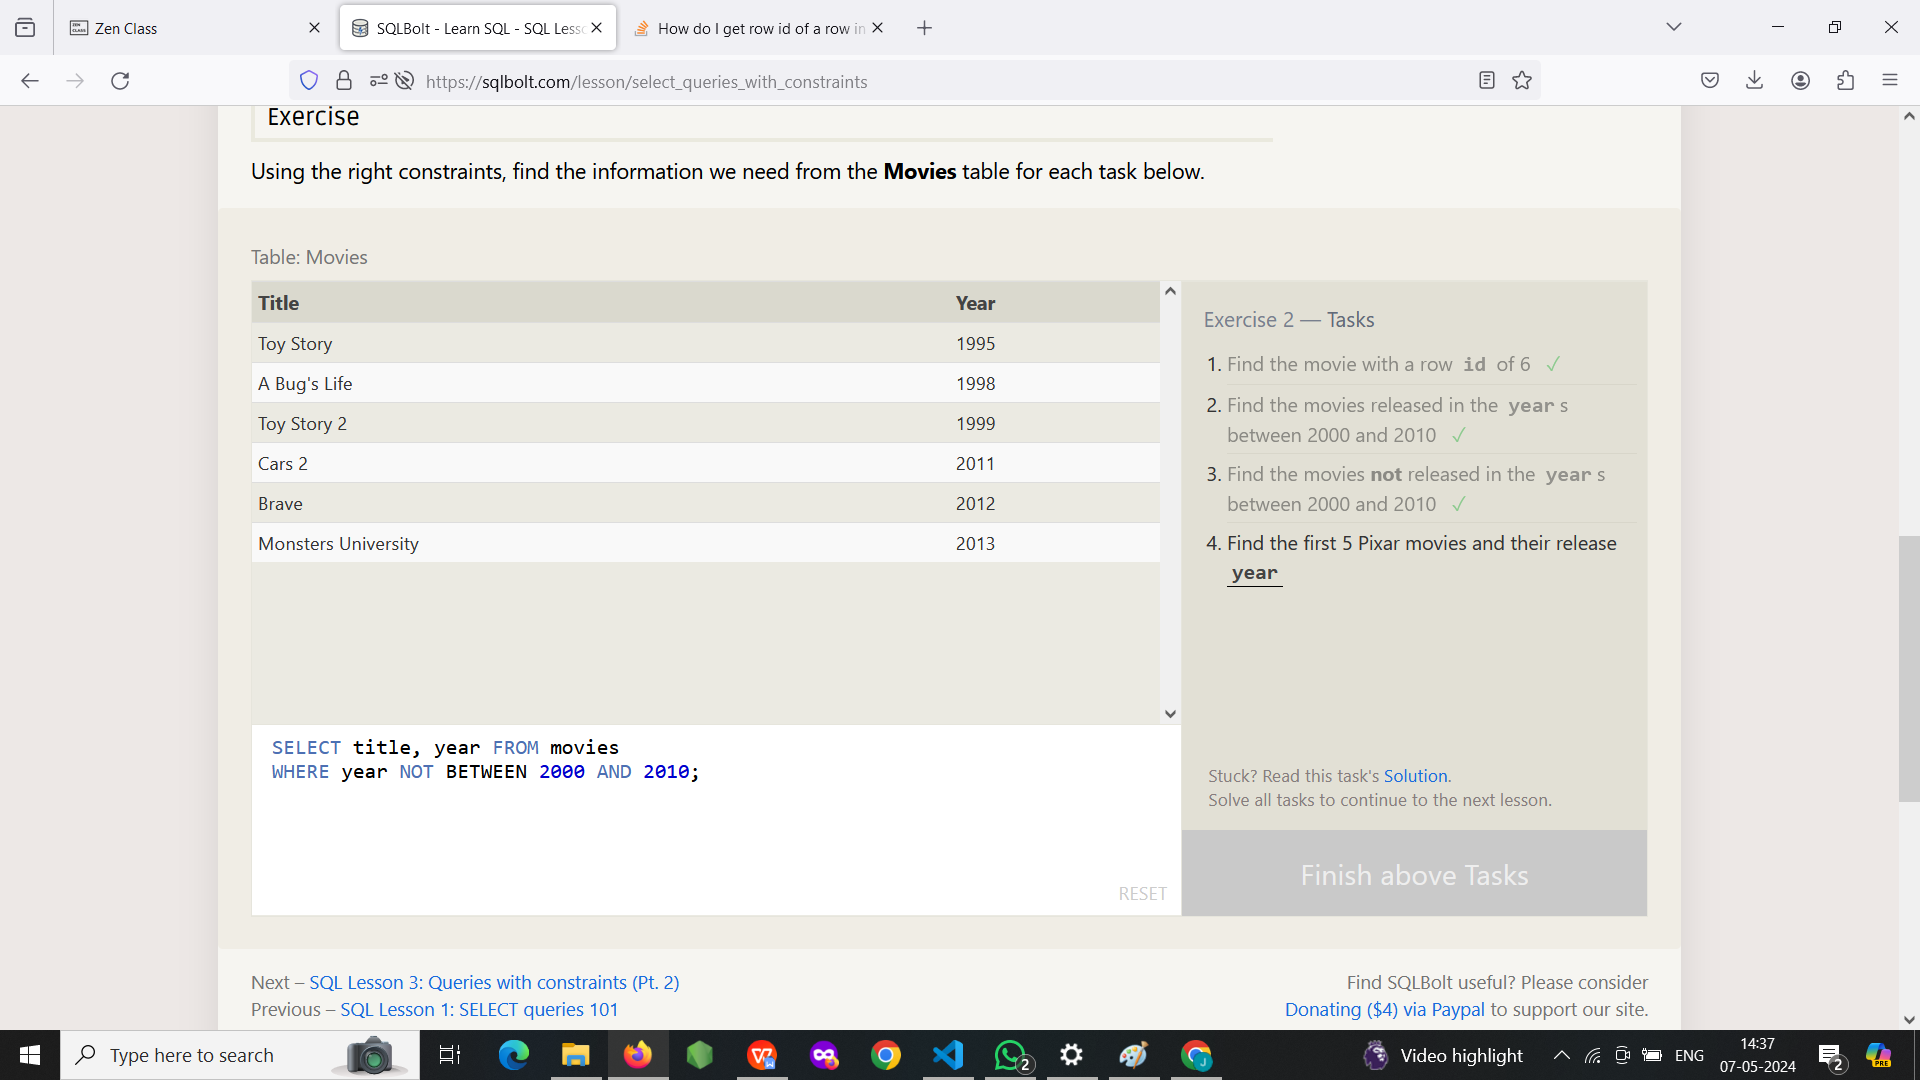 Zen Class
SQLBolt - Learn SQL - SQL Less
How do I get row id of a row in
https://sqlbolt.com/lesson/select_queries_with_constraints
Exercise
Using the right constraints, find the information we need from the Movies table for each task below.
Table: Movies
Title Year
Toy Story 1995
A Bug's Life 1998
Toy Story 2 1999
Cars 2 2011
Brave 2012
Monsters University 2013
SELECT title, year FROM movies
WHERE year NOT BETWEEN 2000 AND 2010;
RESET
Exercise 2 — Tasks
1. Find the movie with a row id of 6 ✓
2. Find the movies released in the year s
between 2000 and 2010 ✓
3. Find the movies not released in the year s
between 2000 and 2010 ✓
4. Find the first 5 Pixar movies and their release
year
Stuck? Read this task's Solution.
Solve all tasks to continue to the next lesson.
Finish above Tasks
Next – SQL Lesson 3: Queries with constraints (Pt. 2)
Previous – SQL Lesson 1: SELECT queries 101
Find SQLBolt useful? Please consider
Donating ($4) via Paypal to support our site.
Type here to search
2
Video highlight
ENG
14:37
07-05-2024
2
PRE